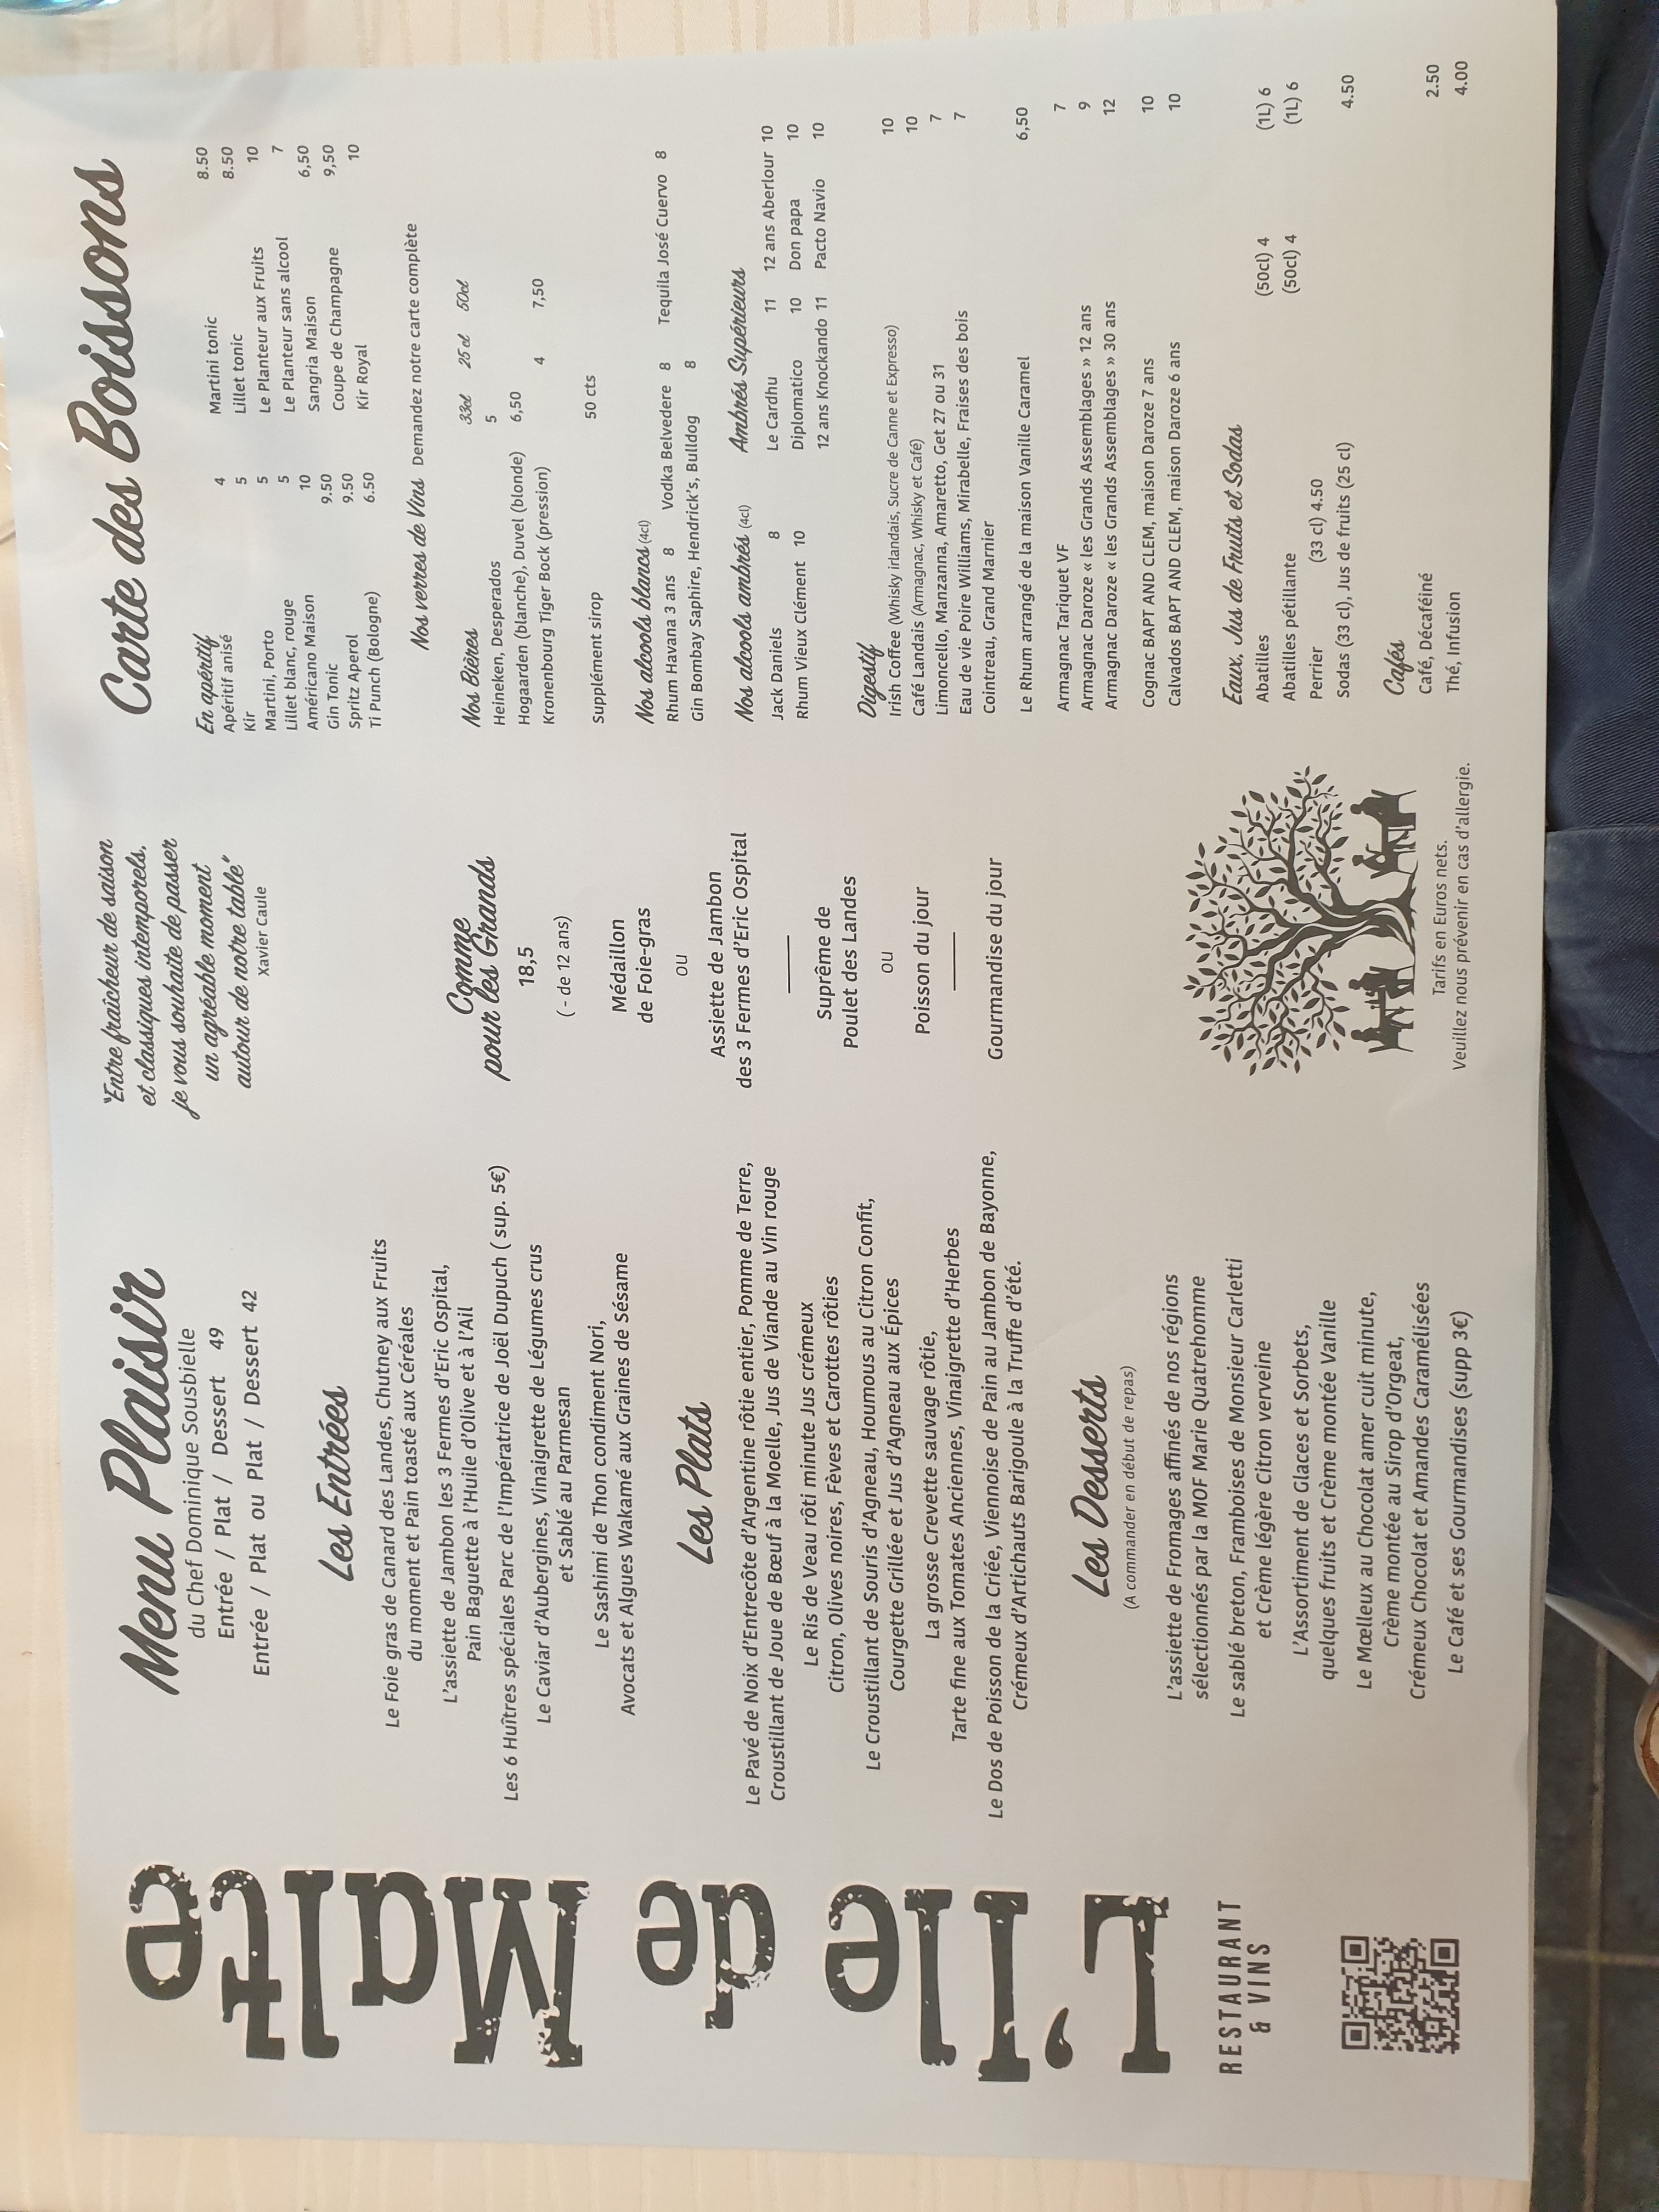 L'Ile de Malte
RESTAURANT
& VINS
Menu Plaisir
du Chef Dominique Sousbielle
Entrée / Plat / Dessert 49
Entrée / Plat ou Plat / Dessert 42
Les Entrées
Le Foie gras de Canard des Landes, Chutney aux Fruits
du moment et Pain toasté aux Céréales
L'assiette de Jambon les 3 Fermes d'Eric Ospital,
Pain Baguette à l'Huile d'Olive et à l'Ail
Les 6 Huîtres spéciales Parc de l'Impératrice de Joël Dupuch ( sup. 5€)
Le Caviar d'Aubergines, Vinaigrette de Légumes crus
et Sablé au Parmesan
Le Sashimi de Thon condiment Nori,
Avocats et Algues Wakamé aux Graines de Sésame
Les Plats
Le Pavé de Noix d'Entrecôte d'Argentine rôtie entier, Pomme de Terre,
Croustillant de Joue de Bœuf à la Moelle, Jus de Viande au Vin rouge
Le Ris de Veau rôti minute Jus crémeux
Citron, Olives noires, Fèves et Carottes rôties
Le Croustillant de Souris d'Agneau, Houmous au Citron Confit,
Courgette Grillée et Jus d'Agneau aux Épices
La grosse Crevette sauvage rôtie,
Tarte fine aux Tomates Anciennes, Vinaigrette d'Herbes
Le Dos de Poisson de la Criée, Viennoise de Pain au Jambon de Bayonne,
Crémeux d'Artichauts Barigoule à la Truffe d'été.
Les Desserts
(A commander en début de repas)
L'assiette de Fromages affinés de nos régions
sélectionnés par la MOF Marie Quatrehomme
Le sablé breton, Framboises de Monsieur Carletti
et Crème légère Citron verveine
L'Assortiment de Glaces et Sorbets,
quelques fruits et Crème montée Vanille
Le Mœlleux au Chocolat amer cuit minute,
Crème montée au Sirop d'Orgeat,
Crémeux Chocolat et Amandes Caramélisées
Le Café et ses Gourmandises (supp 3€)
"Entre fraîcheur de saison
et classiques intemporels,
je vous souhaite de passer
un agréable moment
autour de notre table"
Xavier Caule
Comme
pour les Grands
18,5
( - de 12 ans)
Médaillon
de Foie-gras
ou
Assiette de Jambon
des 3 Fermes d'Eric Ospital
Suprême de
Poulet des Landes
ou
Poisson du jour
Gourmandise du jour
Tarifs en Euros nets.
Veuillez nous prévenir en cas d'allergie.
Carte des Boissons
En apéritif
Apéritif anisé 4
Kir 5
Martini, Porto 5
Lillet blanc, rouge 5
Américano Maison 10
Gin Tonic 9.50
Spritz Aperol 9.50
Ti Punch (Bologne) 6.50
Martini tonic 8.50
Lillet tonic 8.50
Le Planteur aux Fruits 10
Le Planteur sans alcool 7
Sangria Maison 6,50
Coupe de Champagne 9,50
Kir Royal 10
Nos verres de Vins Demandez notre carte complète
Nos Bières 33cl 25 cl 50cl
Heineken, Desperados 5
Hogaarden (blanche), Duvel (blonde) 6,50
Kronenbourg Tiger Bock (pression) 4 7,50
Supplément sirop 50 cts
Nos alcools blancs (4cl)
Rhum Havana 3 ans 8 Vodka Belvedere 8 Tequila José Cuervo 8
Gin Bombay Saphire, Hendrick's, Bulldog 8
Nos alcools ambrés (4cl) Ambrés Supérieurs
Jack Daniels 8 Le Cardhu 11 12 ans Aberlour 10
Rhum Vieux Clément 10 Diplomatico 10 Don papa 10
12 ans Knockando 11 Pacto Navio 10
Digestif
Irish Coffee (Whisky irlandais, Sucre de Canne et Expresso) 10
Café Landais (Armagnac, Whisky et Café) 10
Limoncello, Manzanna, Amaretto, Get 27 ou 31 7
Eau de vie Poire Williams, Mirabelle, Fraises des bois 7
Cointreau, Grand Marnier
Le Rhum arrangé de la maison Vanille Caramel 6,50
Armagnac Tariquet VF 7
Armagnac Daroze « les Grands Assemblages » 12 ans 9
Armagnac Daroze « les Grands Assemblages » 30 ans 12
Cognac BAPT AND CLEM, maison Daroze 7 ans 10
Calvados BAPT AND CLEM, maison Daroze 6 ans 10
Eaux, Jus de Fruits et Sodas
Abatilles (50cl) 4 (1L) 6
Abatilles pétillante (50cl) 4 (1L) 6
Perrier (33 cl) 4.50
Sodas (33 cl), Jus de fruits (25 cl) 4.50
Cafés
Café, Décaféiné 2.50
Thé, Infusion 4.00